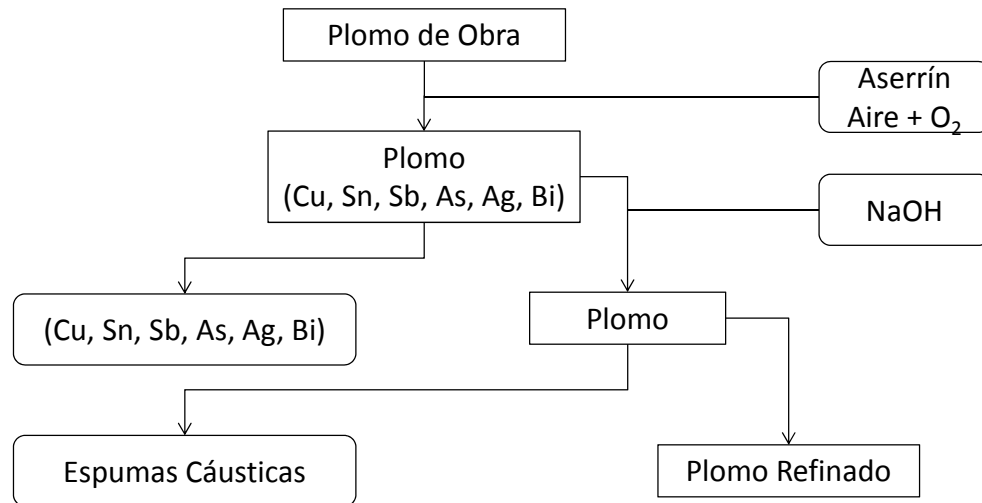 Plomo de Obra
Aserrín
Aire + O₂
Plomo
(Cu, Sn, Sb, As, Ag, Bi)
NaOH
(Cu, Sn, Sb, As, Ag, Bi)
Plomo
Espumas Cáusticas
Plomo Refinado